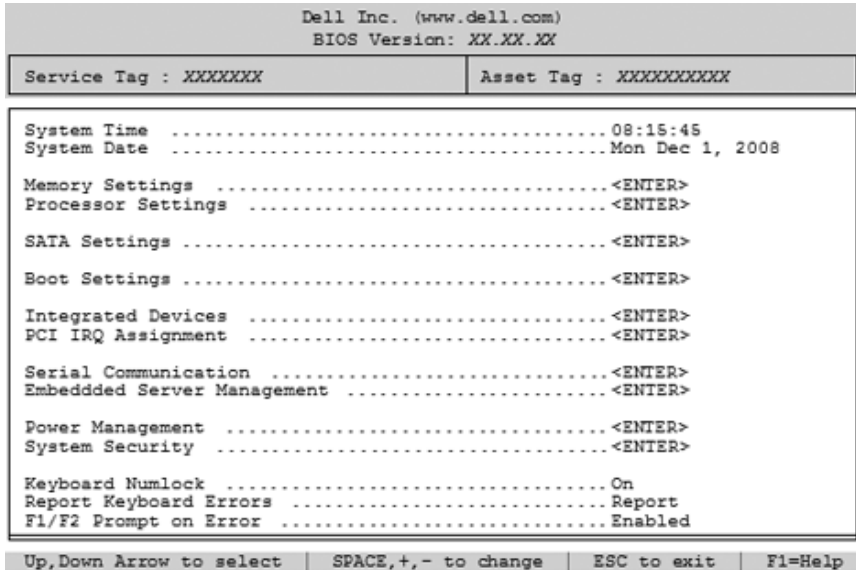 Dell Inc. (www.dell.com)
BIOS Version: XX.XX.XX
Service Tag : XXXXXXX Asset Tag : XXXXXXXXXX
System Time ...................................... 08:15:45
System Date ...................................... Mon Dec 1, 2008
Memory Settings .................................. <ENTER>
Processor Settings ............................... <ENTER>
SATA Settings ..................................... <ENTER>
Boot Settings ..................................... <ENTER>
Integrated Devices ............................... <ENTER>
PCI IRQ Assignment ............................... <ENTER>
Serial Communication ............................. <ENTER>
Embeddded Server Management ...................... <ENTER>
Power Management ................................. <ENTER>
System Security .................................. <ENTER>
Keyboard Numlock ................................. On
Report Keyboard Errors ........................... Report
F1/F2 Prompt on Error ............................ Enabled
Up,Down Arrow to select | SPACE,+,- to change | ESC to exit | F1=Help